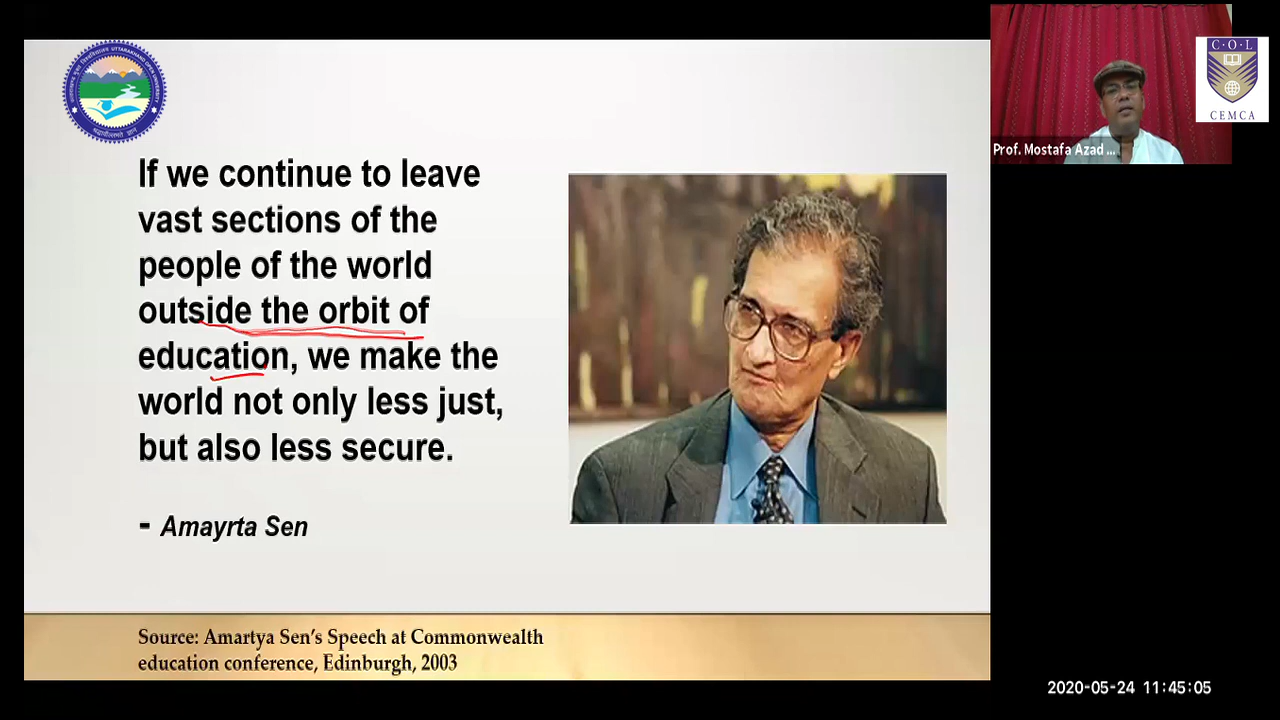 If we continue to leave
vast sections of the
people of the world
outside the orbit of
education, we make the
world not only less just,
but also less secure.
- Amayrta Sen
Source: Amartya Sen's Speech at Commonwealth
education conference, Edinburgh, 2003
Prof. Mostafa Azad ...
C·O·L
CEMCA
2020-05-24 11:45:05